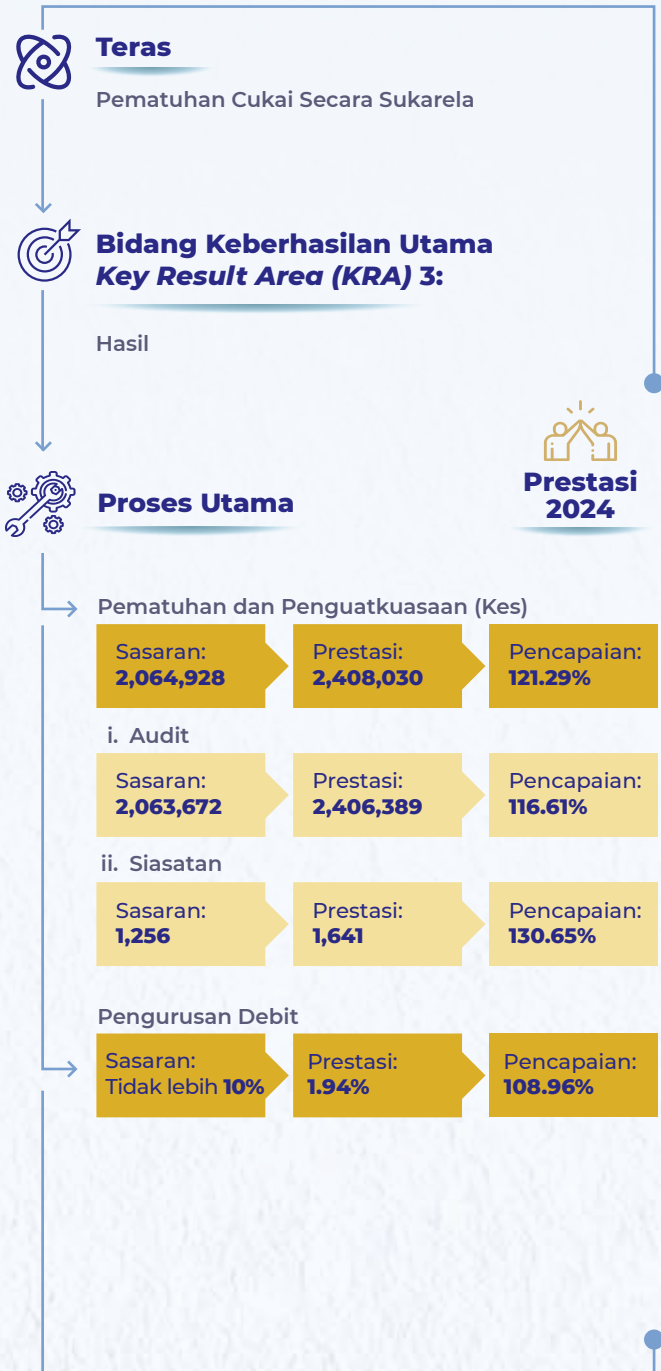 Teras
Pematuhan Cukai Secara Sukarela
Bidang Keberhasilan Utama
Key Result Area (KRA) 3:
Hasil
Proses Utama
Prestasi
2024
Pematuhan dan Penguatkuasaan (Kes)
Sasaran:
2,064,928
Prestasi:
2,408,030
Pencapaian:
121.29%
i. Audit
Sasaran:
2,063,672
Prestasi:
2,406,389
Pencapaian:
116.61%
ii. Siasatan
Sasaran:
1,256
Prestasi:
1,641
Pencapaian:
130.65%
Pengurusan Debit
Sasaran:
Tidak lebih 10%
Prestasi:
1.94%
Pencapaian:
108.96%